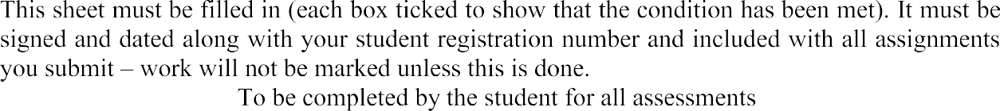 This sheet must be filled in (each box ticked to show that the condition has been met). It must be
signed and dated along with your student registration number and included with all assignments
you submit – work will not be marked unless this is done.
To be completed by the student for all assessments